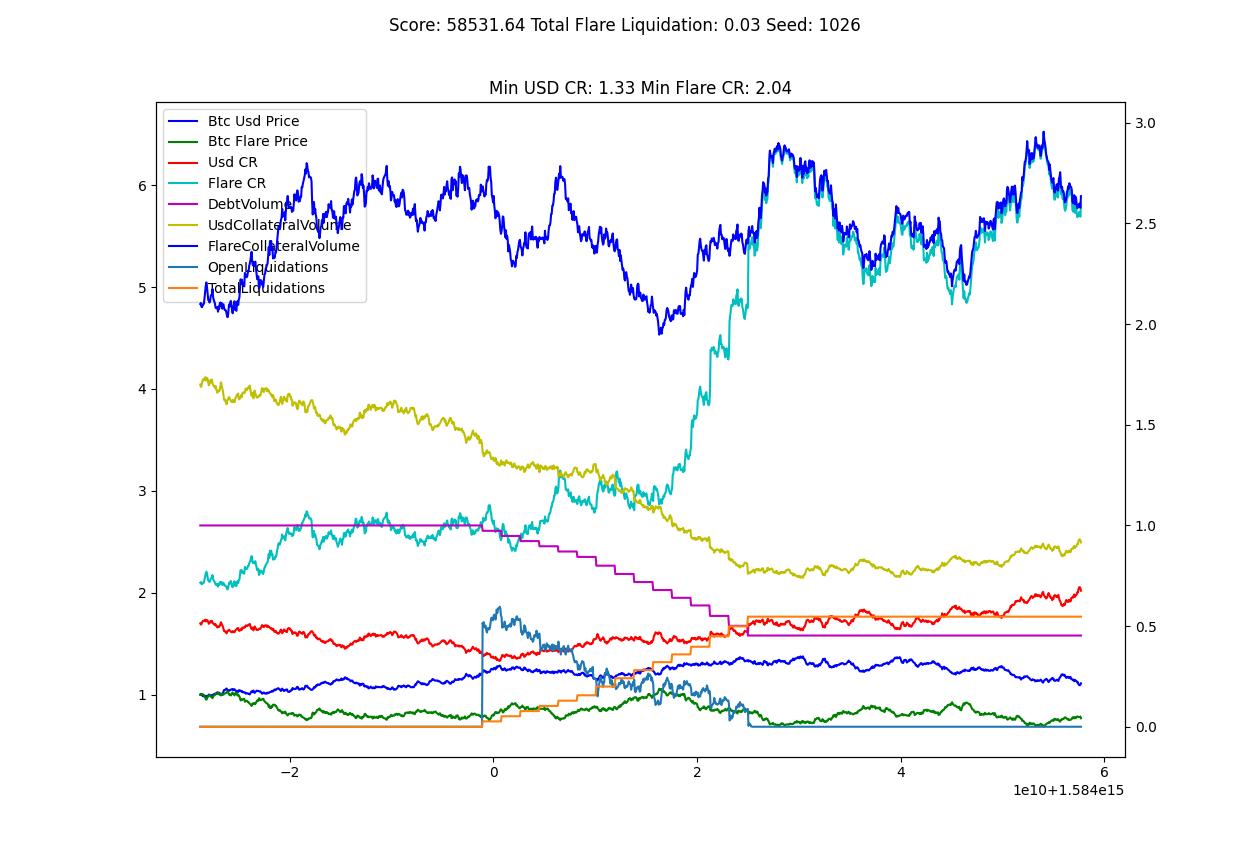 Score: 58531.64 Total Flare Liquidation: 0.03 Seed: 1026
Min USD CR: 1.33 Min Flare CR: 2.04
Btc Usd Price
Btc Flare Price
Usd CR
Flare CR
DebtVolume
UsdCollateralVolume
FlareCollateralVolume
OpenLiquidations
TotalLiquidations
6
5
4
3
2
1
3.0
2.5
2.0
1.5
1.0
0.5
0.0
−2
0
2
4
6
1e10+1.584e15